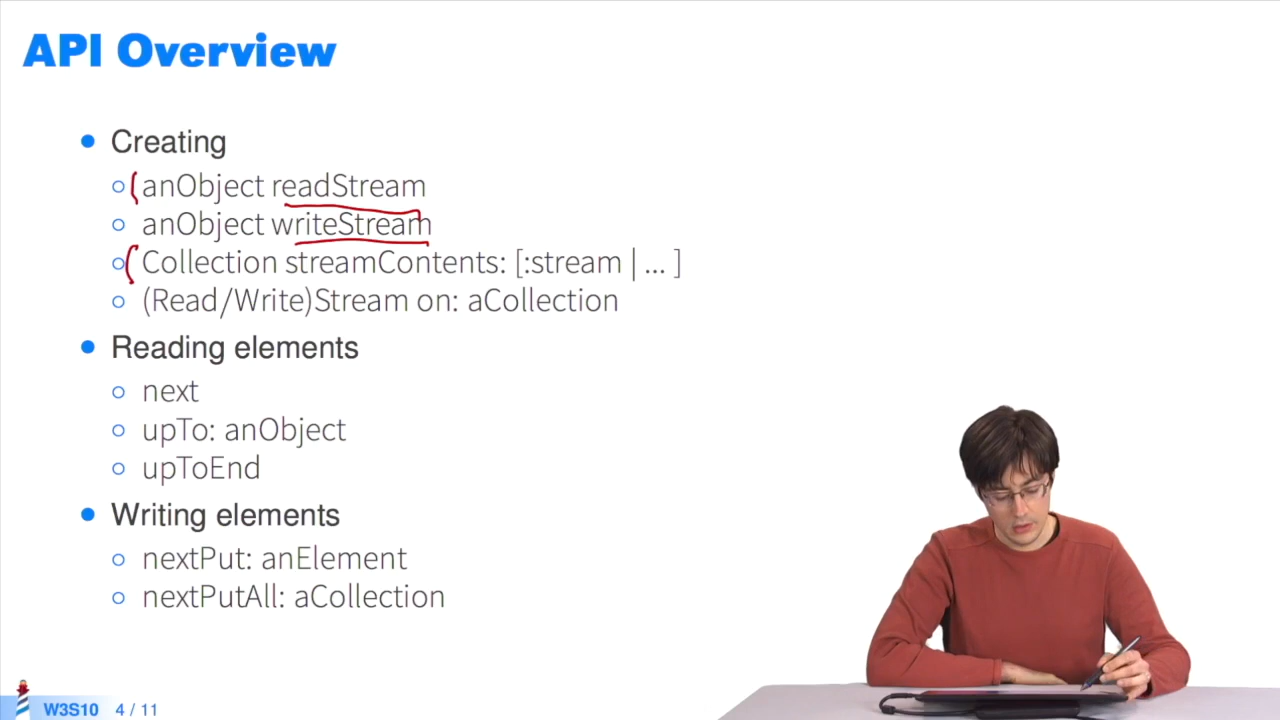 API Overview
Creating
anObject readStream
anObject writeStream
Collection streamContents: [:stream | ... ]
(Read/Write)Stream on: aCollection
Reading elements
next
upTo: anObject
upToEnd
Writing elements
nextPut: anElement
nextPutAll: aCollection
W3S10 4 / 11